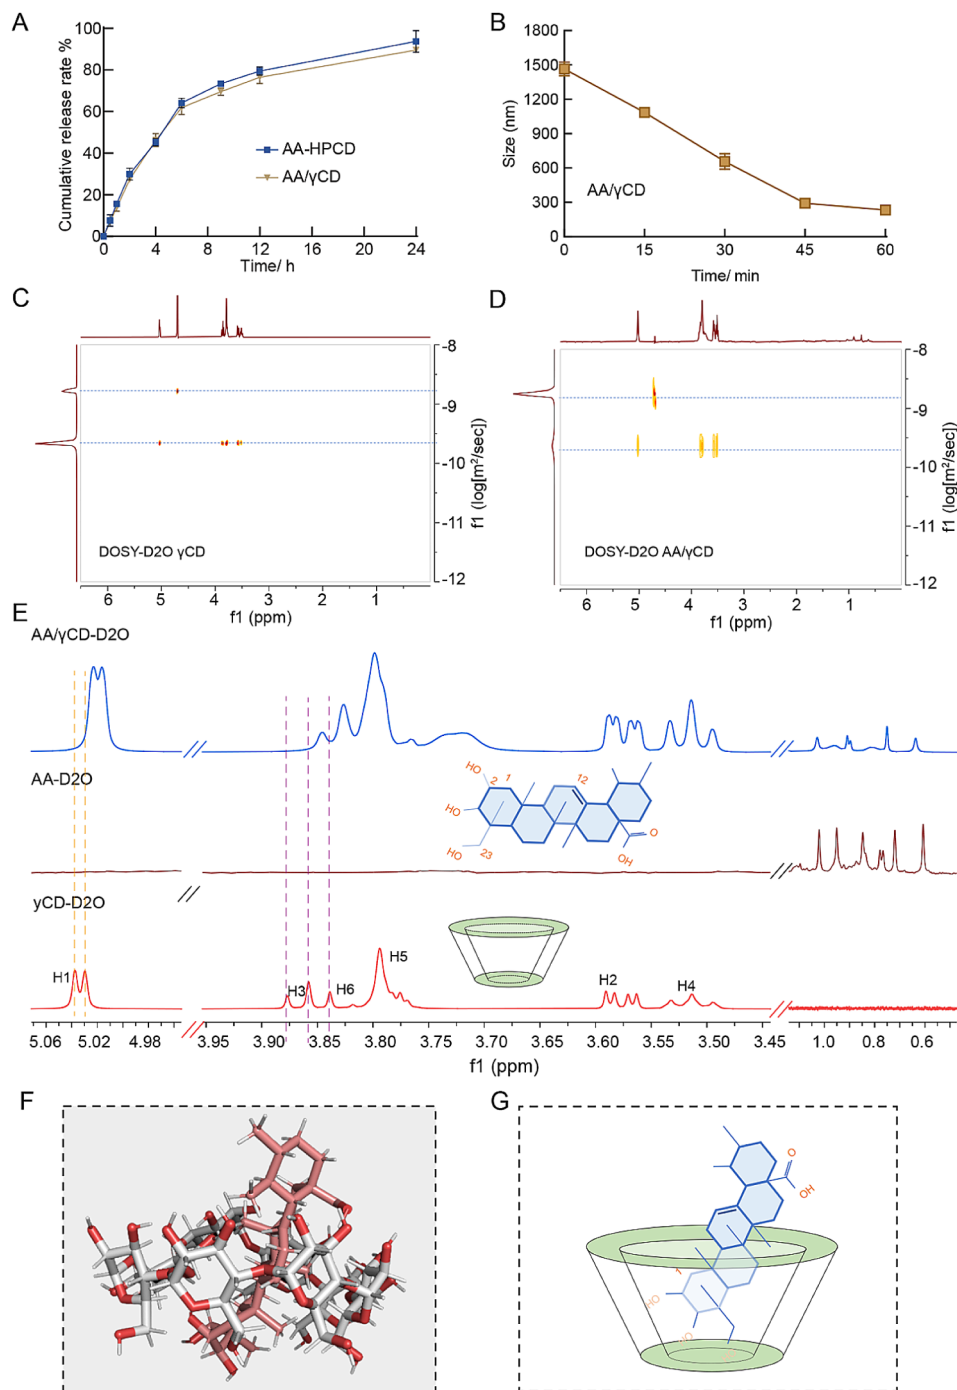 A
100
80
60
40
20
0
Cumulative release rate %
AA-HPCD
AA/γCD
0 4 8 12 16 20 24
Time/ h
B
1800
1500
1200
900
600
300
0
Size (nm)
AA/γCD
0 15 30 45 60
Time/ min
C
-8
-9
-10
-11
-12
f1 (log[m²/sec])
DOSY-D2O γCD
6 5 4 3 2 1
f1 (ppm)
D
-8
-9
-10
-11
-12
f1 (log[m²/sec])
DOSY-D2O AA/γCD
6 5 4 3 2 1
f1 (ppm)
E
AA/γCD-D2O
AA-D2O
HO 2 1 12
HO
HO 23
O
OH
yCD-D2O
H1 H3 H6 H5 H2 H4
5.06 5.02 4.98 3.95 3.90 3.85 3.80 3.75 3.70 3.65 3.60 3.55 3.50 3.45 1.0 0.8 0.6
f1 (ppm)
F
G
O
OH
1
HO
HO